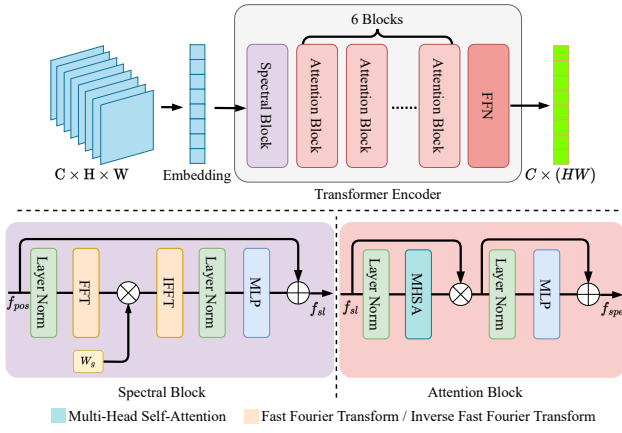 6 Blocks
Spectral Block
Attention Block
Attention Block
......
Attention Block
FFN
C × H × W
Embedding
C × (HW)
Transformer Encoder
f_pos
Layer Norm
FFT
W_g
IFFT
Layer Norm
MLP
f_sl
f_sl
Layer Norm
MHSA
Layer Norm
MLP
f_spe
Spectral Block
Attention Block
Multi-Head Self-Attention
Fast Fourier Transform / Inverse Fast Fourier Transform